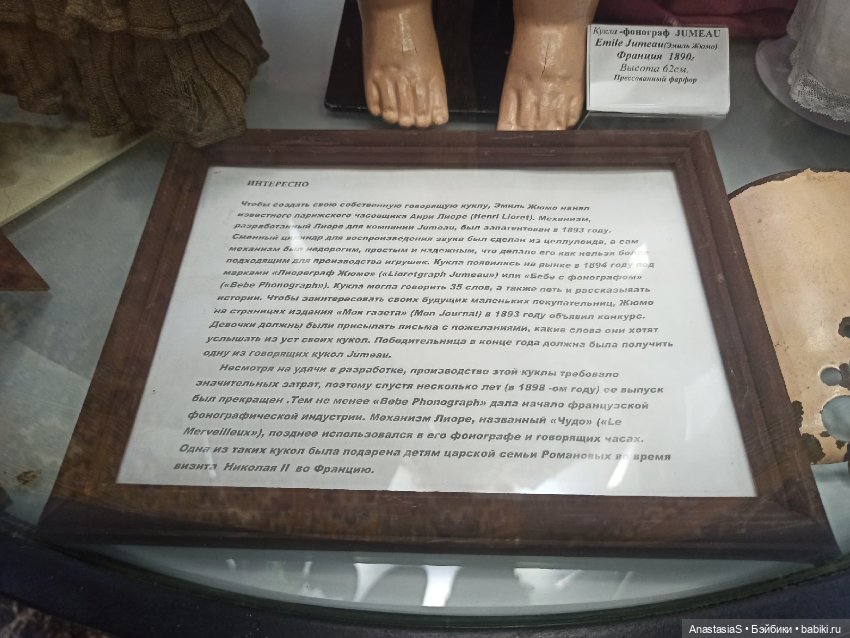 Кукла-фонограф JUMEAU
Emile Jumeau(Эмиль Жюмо)
Франция 1890г
Высота 62см.
Прессованный фарфор
ИНТЕРЕСНО
Чтобы создать свою собственную говорящую куклу, Эмиль Жюмо нанял
известного парижского часовщика Анри Лиоре (Henri Lioret). Механизм,
разработанный Лиоре для компании Jumeau, был запатентован в 1893 году.
Сменный цилиндр для воспроизведения звука был сделан из целлулоида, а сам
механизм был недорогим, простым и надежным, что делало его как нельзя более
подходящим для производства игрушек. Кукла появились на рынке в 1894 году под
марками «Лиореграф Жюмо» («Lioretgraph Jumeau») или «Бебе с фонографом»
(«Bebe Phonograph»). Кукла могла говорить 35 слов, а также петь и рассказывать
истории. Чтобы заинтересовать своих будущих маленьких покупательниц, Жюмо
на страницах издания «Моя газета» (Mon Journal) в 1893 году объявил конкурс.
Девочки должны были присылать письма с пожеланиями, какие слова они хотят
услышать из уст своих кукол. Победительница в конце года должна была получить
одну из говорящих кукол Jumeau.
Несмотря на удачи в разработке, производство этой куклы требовало
значительных затрат, поэтому спустя несколько лет (в 1898 -ом году) ее выпуск
был прекращен .Тем не менее «Bebe Phonograph» дала начало французской
фонографической индустрии. Механизм Лиоре, названный «Чудо» («Le
Merveilleux»), позднее использовался в его фонографе и говорящих часах.
Одна из таких кукол была подарена детям царской семьи Романовых во время
визита Николая II во Францию.
AnastasiaS • Бэйбики • babiki.ru